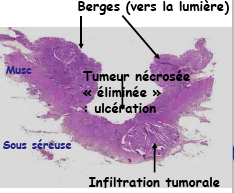 Berges (vers la lumière)
Musc
Tumeur nécrosée
« éliminée »
: ulcération
Sous séreuse
Infiltration tumorale